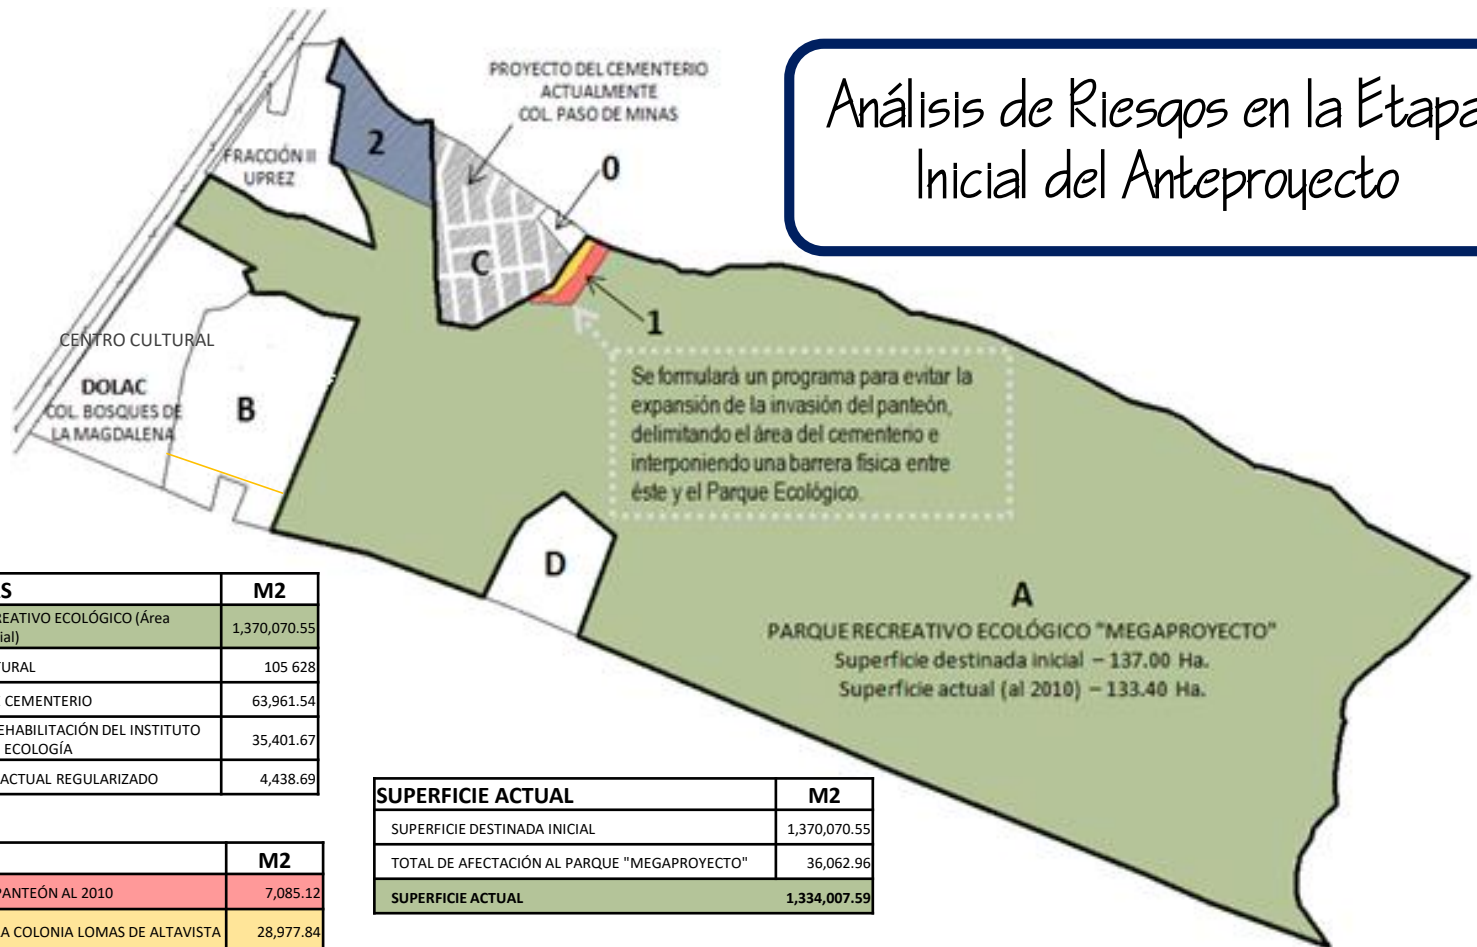 Análisis de Riesgos en la Etapa
Inicial del Anteproyecto
PROYECTO DEL CEMENTERIO
ACTUALMENTE
COL. PASO DE MINAS
2
0
FRACCIÓN II
UPREZ
C
1
CENTRO CULTURAL
DOLAC
COL. BOSQUES DE
LA MAGDALENA
B
Se formulará un programa para evitar la
expansión de la invasión del panteón,
delimitando el área del cementerio e
interponiendo una barrera física entre
éste y el Parque Ecológico.
D
A
PARQUE RECREATIVO ECOLÓGICO "MEGAPROYECTO"
Superficie destinada inicial – 137.00 Ha.
Superficie actual (al 2010) – 133.40 Ha.
S M2
REATIVO ECOLÓGICO (Área
ial) 1,370,070.55
TURAL 105 628
CEMENTERIO 63,961.54
EHABILITACIÓN DEL INSTITUTO
ECOLOGÍA 35,401.67
ACTUAL REGULARIZADO 4,438.69
M2
PANTEÓN AL 2010 7,085.12
A COLONIA LOMAS DE ALTAVISTA 28,977.84
SUPERFICIE ACTUAL M2
SUPERFICIE DESTINADA INICIAL 1,370,070.55
TOTAL DE AFECTACIÓN AL PARQUE "MEGAPROYECTO" 36,062.96
SUPERFICIE ACTUAL 1,334,007.59